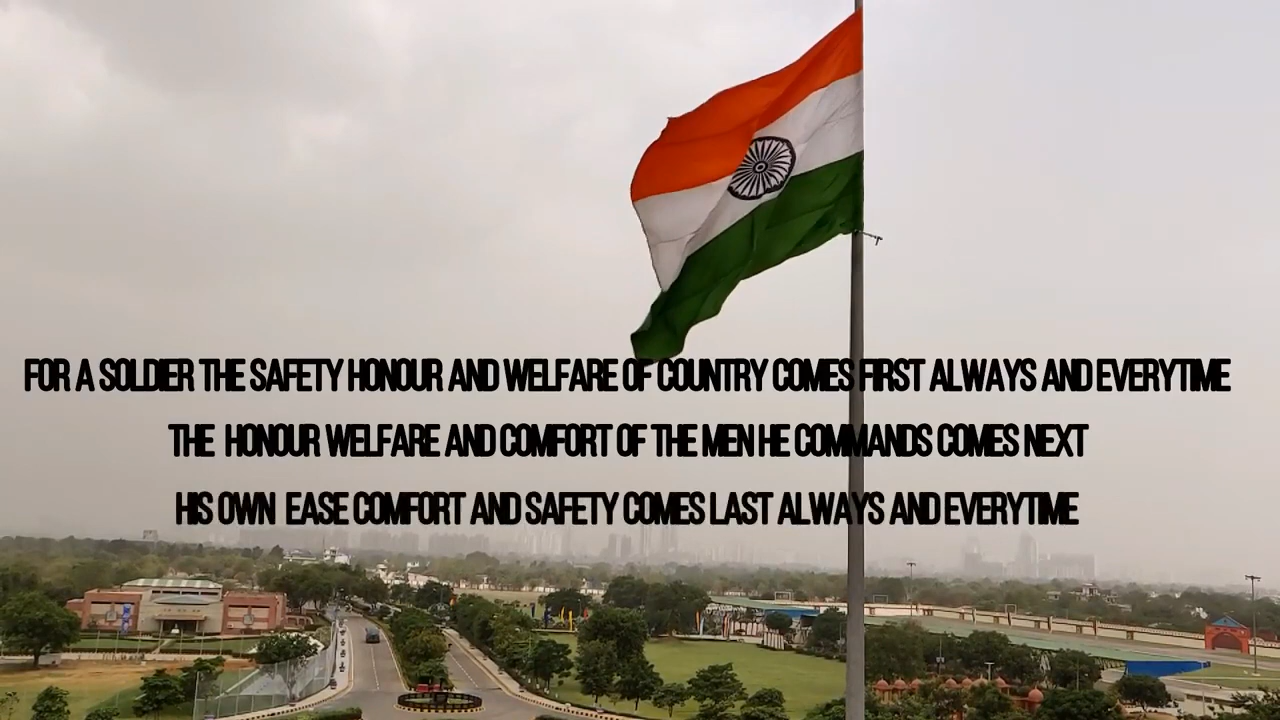 FOR A SOLDIER THE SAFETY HONOUR AND WELFARE OF COUNTRY COMES FIRST ALWAYS AND EVERYTIME
THE HONOUR WELFARE AND COMFORT OF THE MEN HE COMMANDS COMES NEXT
HIS OWN EASE COMFORT AND SAFETY COMES LAST ALWAYS AND EVERYTIME